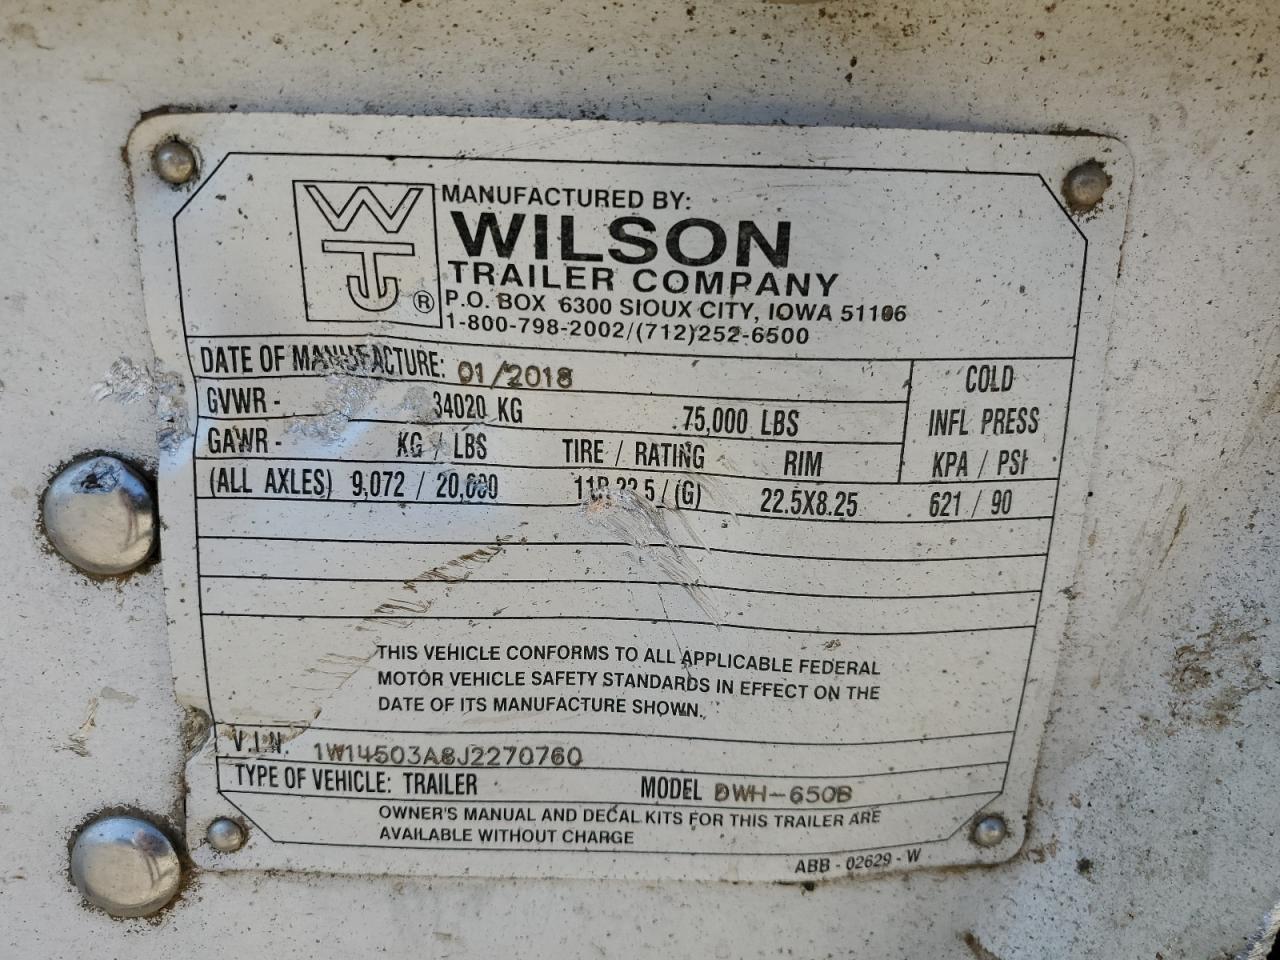 WTJ ®
MANUFACTURED BY:
WILSON
TRAILER COMPANY
P.O. BOX 6300 SIOUX CITY, IOWA 51106
1-800-798-2002/(712)252-6500
DATE OF MANUFACTURE: 01/2018
COLD
INFL PRESS
KPA / PSI
GVWR - 34020 KG 75,000 LBS
GAWR - KG / LBS TIRE / RATING RIM
(ALL AXLES) 9,072 / 20,000 11R 22.5 / (G) 22.5X8.25 621 / 90
THIS VEHICLE CONFORMS TO ALL APPLICABLE FEDERAL
MOTOR VEHICLE SAFETY STANDARDS IN EFFECT ON THE
DATE OF ITS MANUFACTURE SHOWN.
V.I.N. 1W14503A8J2270760
TYPE OF VEHICLE: TRAILER MODEL DWH-650B
OWNER'S MANUAL AND DECAL KITS FOR THIS TRAILER ARE
AVAILABLE WITHOUT CHARGE
ABB - 02629 - W